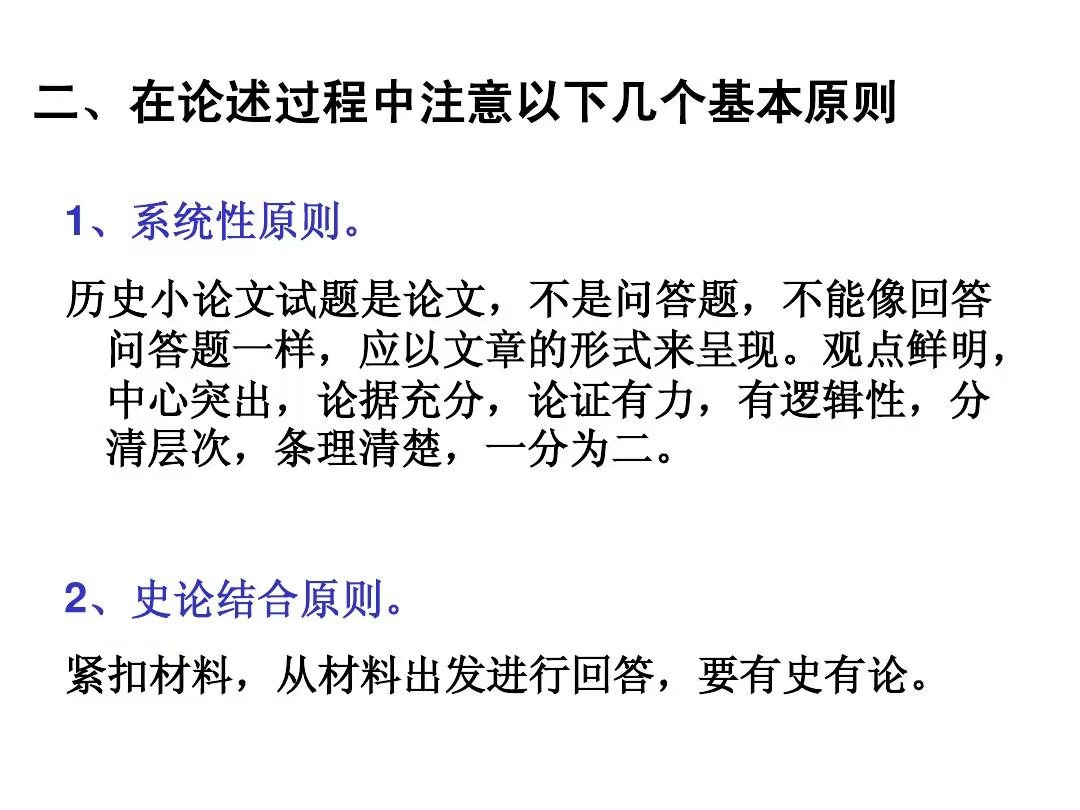 二、在论述过程中注意以下几个基本原则
1、系统性原则。
历史小论文试题是论文，不是问答题，不能像回答
问答题一样，应以文章的形式来呈现。观点鲜明，
中心突出，论据充分，论证有力，有逻辑性，分
清层次，条理清楚，一分为二。
2、史论结合原则。
紧扣材料，从材料出发进行回答，要有史有论。